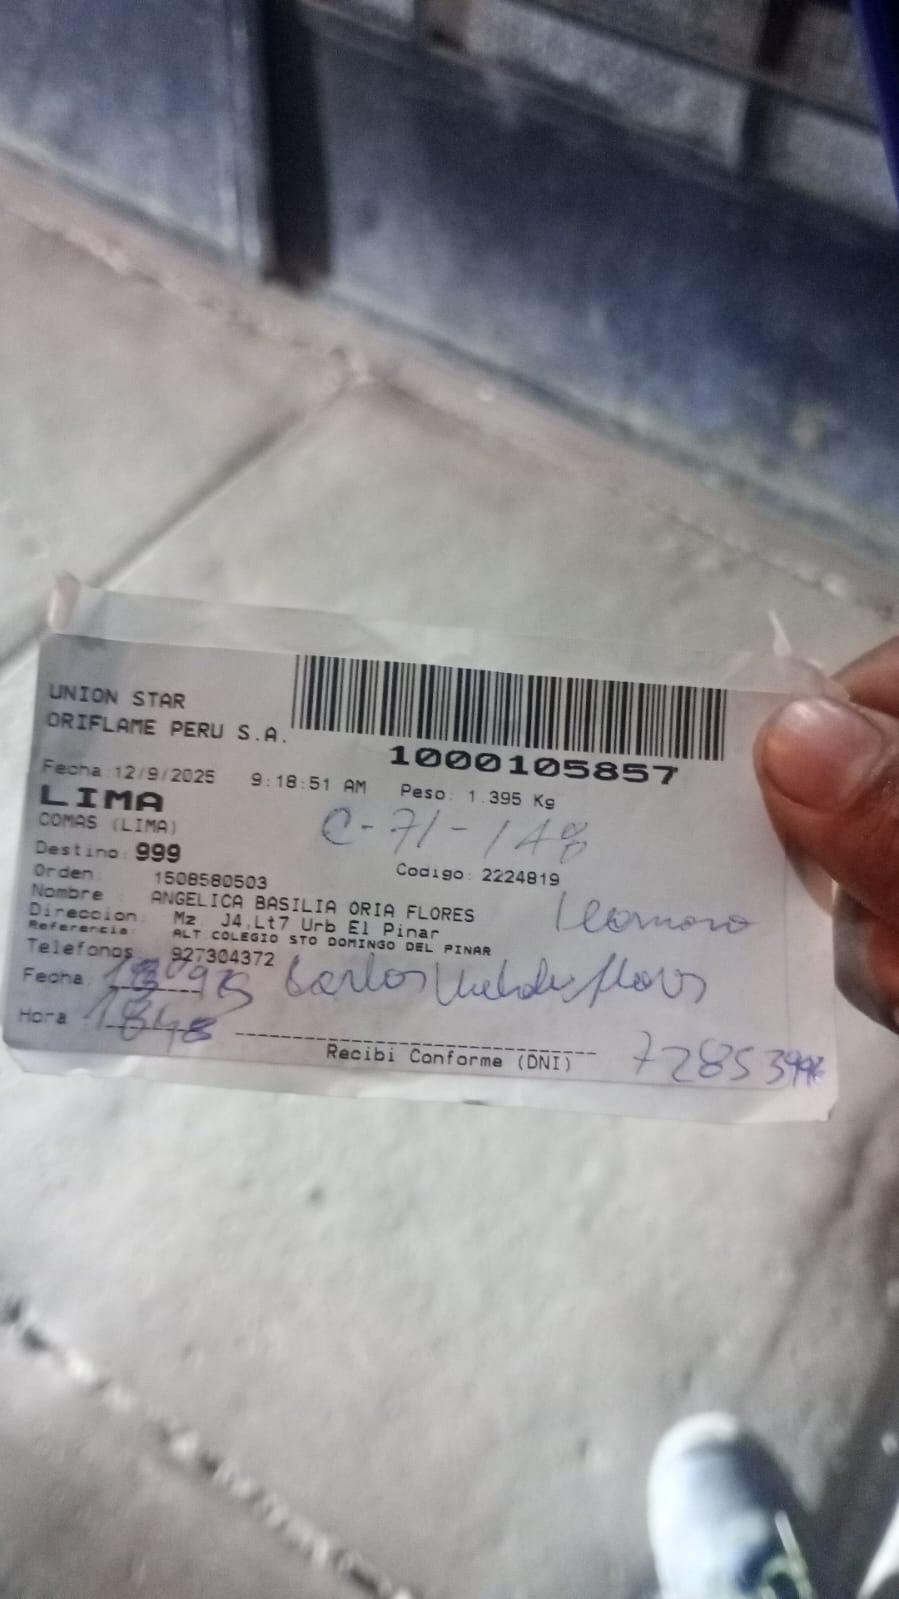 UNION STAR
ORIFLAME PERU S.A.
1000105857
Fecha:12/9/2025 9:18:51 AM Peso: 1.395 Kg
LIMA
COMAS (LIMA)
C-71-148
Destino: 999
Codigo: 2224819
Orden: 1508580503
Nombre : ANGELICA BASILIA ORIA FLORES
Direccion: Mz. J4,Lt7 Urb El Pinar
Referencia: ALT COLEGIO STO DOMINGO DEL PINAR
Telefonos: 927304372
Fecha:
Carlos
Hora
Recibi Conforme (DNI)